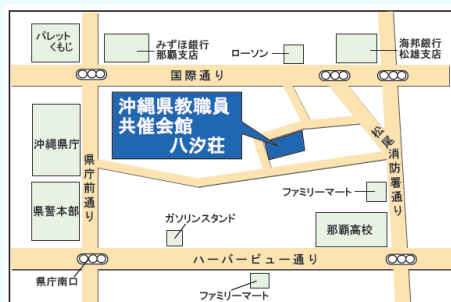 パレット
くもじ
みずほ銀行
那覇支店
ローソン
海邦銀行
松雄支店
国際通り
沖縄県教職員
共催会館
八汐荘
沖縄県庁
県警本部
県庁前通り
松尾消防署通り
ファミリーマート
ガソリンスタンド
那覇高校
ハーバービュー通り
県庁南口
ファミリーマート